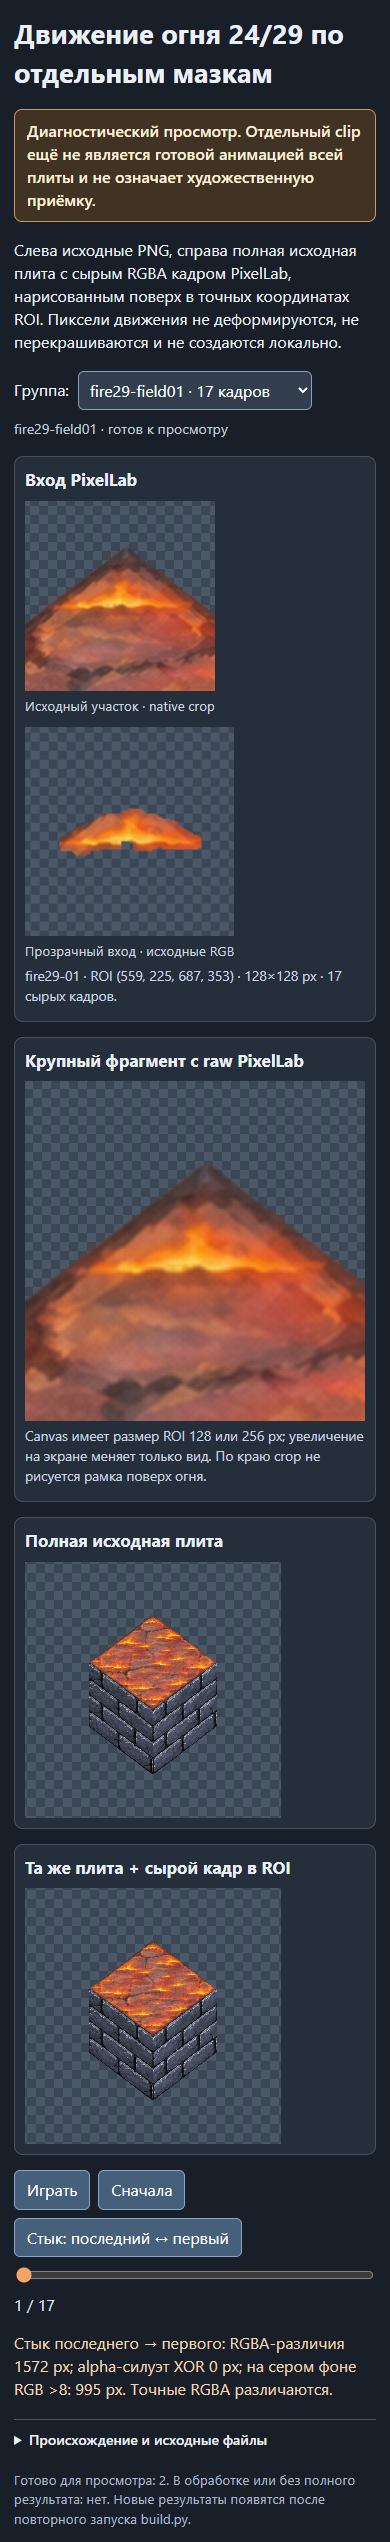 Движение огня 24/29 по
отдельным мазкам
Диагностический просмотр. Отдельный clip
ещё не является готовой анимацией всей
плиты и не означает художественную
приёмку.
Слева исходные PNG, справа полная исходная
плита с сырым RGBA кадром PixelLab,
нарисованным поверх в точных координатах
ROI. Пиксели движения не деформируются, не
перекрашиваются и не создаются локально.
Группа: fire29-field01 · 17 кадров
fire29-field01 · готов к просмотру
Вход PixelLab
Исходный участок · native crop
Прозрачный вход · исходные RGB
fire29-01 · ROI (559, 225, 687, 353) · 128×128 px · 17
сырых кадров.
Крупный фрагмент с raw PixelLab
Canvas имеет размер ROI 128 или 256 px; увеличение
на экране меняет только вид. По краю crop не
рисуется рамка поверх огня.
Полная исходная плита
Та же плита + сырой кадр в ROI
Играть Сначала
Стык: последний ↔ первый
1 / 17
Стык последнего → первого: RGBA-различия
1572 px; alpha-силуэт XOR 0 px; на сером фоне
RGB >8: 995 px. Точные RGBA различаются.
▶ Происхождение и исходные файлы
Готово для просмотра: 2. В обработке или без полного
результата: нет. Новые результаты появятся после
повторного запуска build.py.